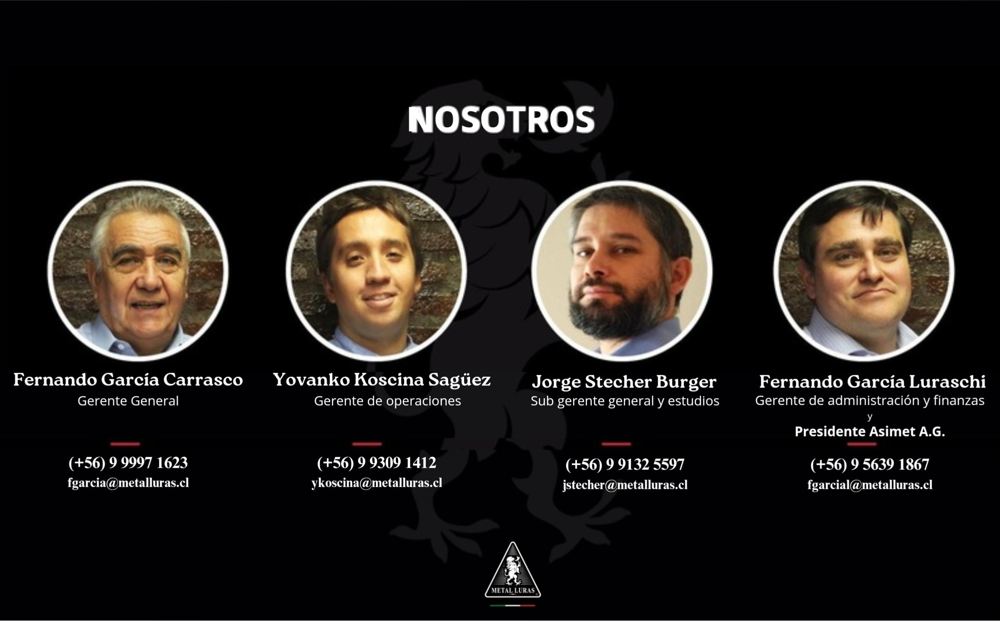 NOSOTROS
Fernando García Carrasco
Gerente General
(+56) 9 9997 1623
fgarcia@metalluras.cl
Yovanko Koscina Sagüez
Gerente de operaciones
(+56) 9 9309 1412
ykoscina@metalluras.cl
Jorge Stecher Burger
Sub gerente general y estudios
(+56) 9 9132 5597
jstecher@metalluras.cl
Fernando García Luraschi
Gerente de administración y finanzas
y
Presidente Asimet A.G.
(+56) 9 5639 1867
fgarcial@metalluras.cl
METAL LURAS